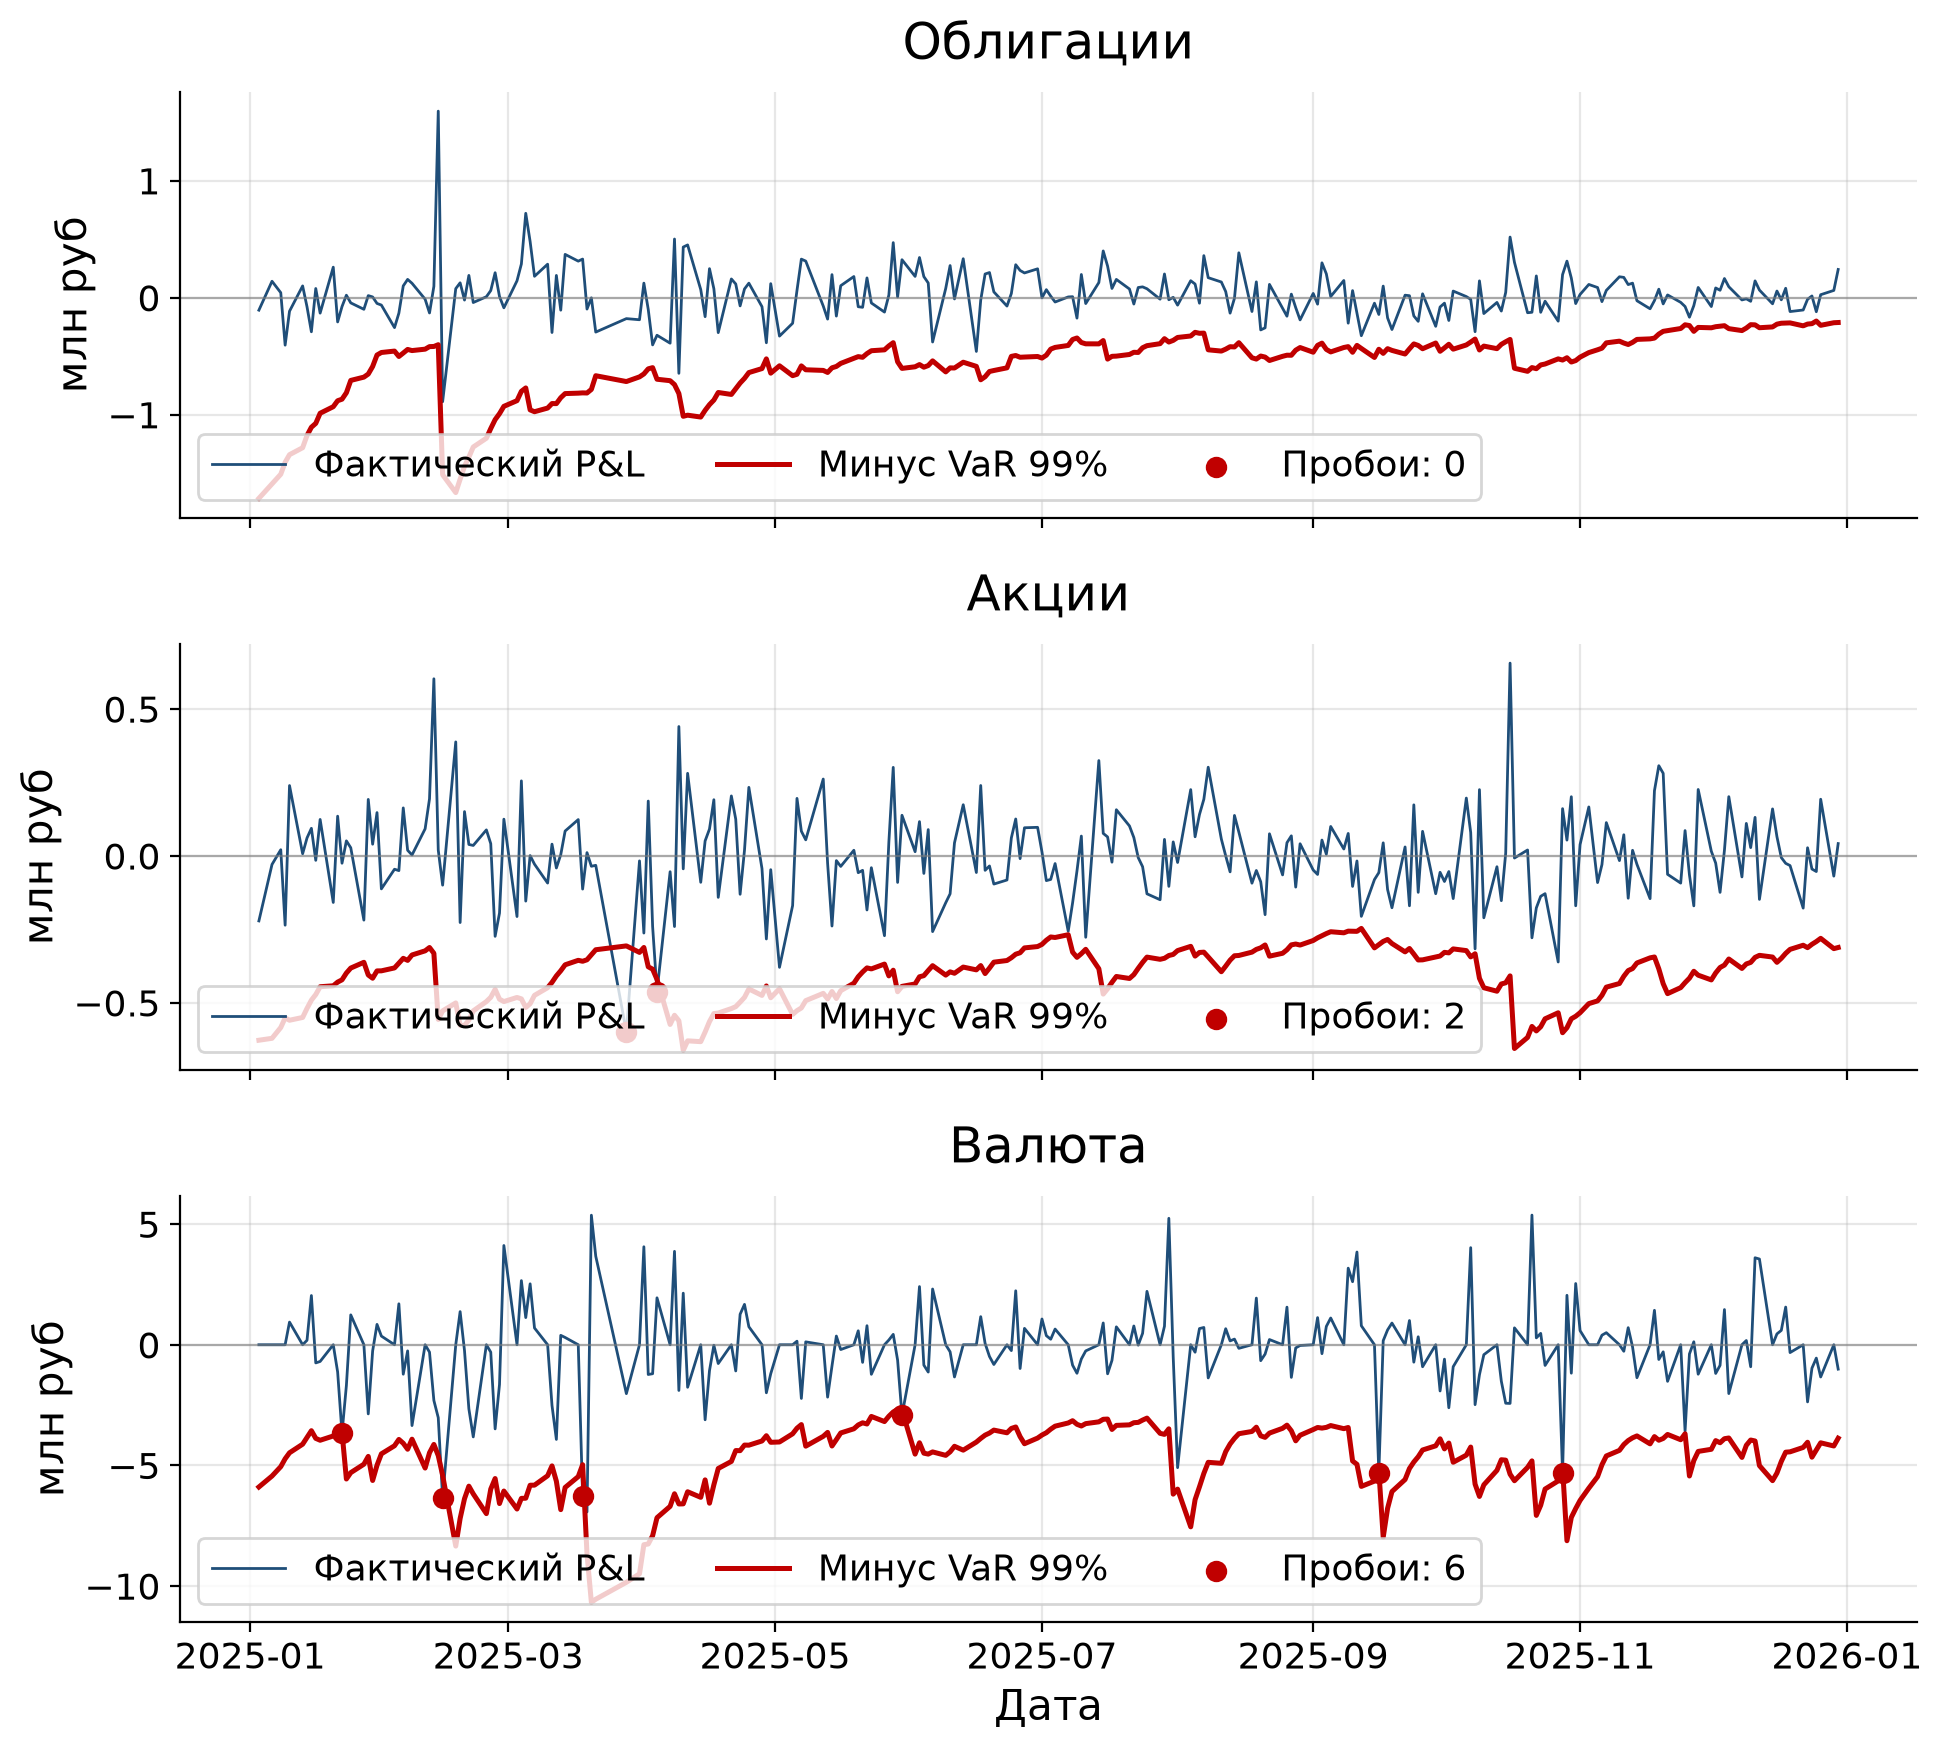 Облигации
млн руб
1
0
−1
Фактический P&L
Минус VaR 99%
Пробои: 0
Акции
млн руб
0.5
0.0
−0.5
Фактический P&L
Минус VaR 99%
Пробои: 2
Валюта
млн руб
5
0
−5
−10
Фактический P&L
Минус VaR 99%
Пробои: 6
2025-01
2025-03
2025-05
2025-07
2025-09
2025-11
2026-01
Дата